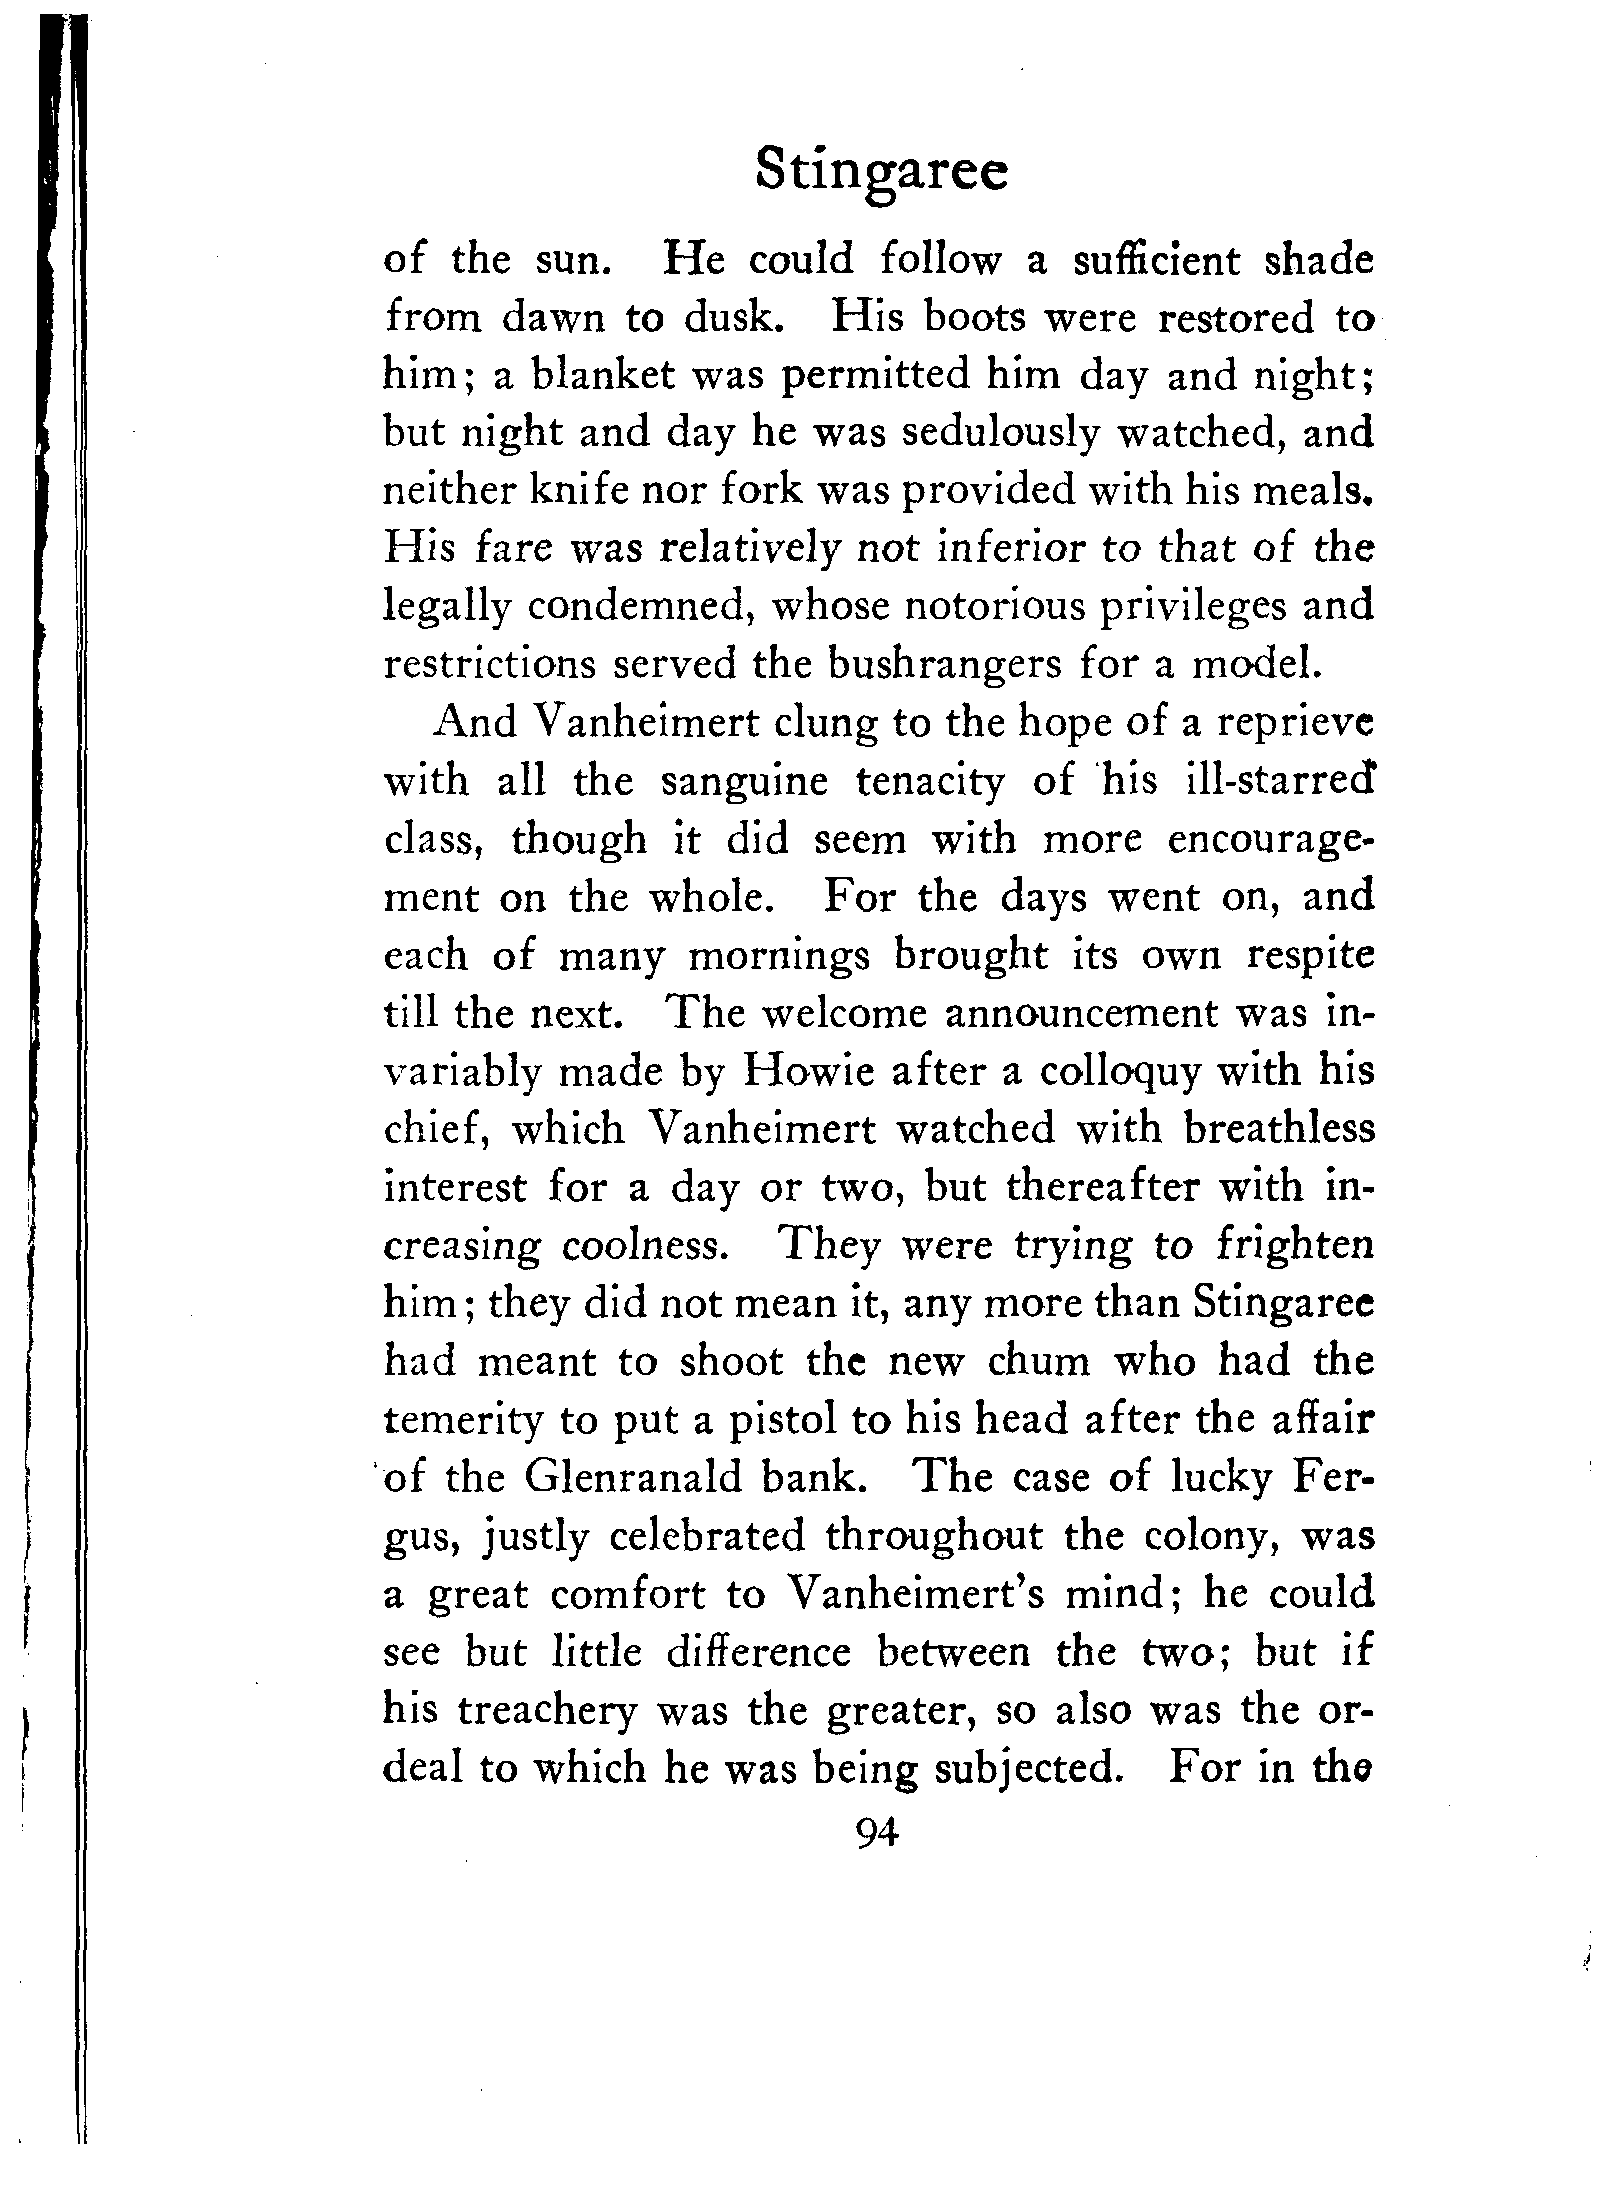 Stingaree
of the sun. He could follow a sufficient shade
from dawn to dusk. His boots were restored to
him; a blanket was permitted him day and night;
but night and day he was sedulously watched, and
neither knife nor fork was provided with his meals.
His fare was relatively not inferior to that of the
legally condemned, whose notorious privileges and
restrictions served the bushrangers for a model.
And Vanheimert clung to the hope of a reprieve
with all the sanguine tenacity of his ill-starred
class, though it did seem with more encourage-
ment on the whole. For the days went on, and
each of many mornings brought its own respite
till the next. The welcome announcement was in-
variably made by Howie after a colloquy with his
chief, which Vanheimert watched with breathless
interest for a day or two, but thereafter with in-
creasing coolness. They were trying to frighten
him; they did not mean it, any more than Stingaree
had meant to shoot the new chum who had the
temerity to put a pistol to his head after the affair
of the Glenranald bank. The case of lucky Fer-
gus, justly celebrated throughout the colony, was
a great comfort to Vanheimert's mind; he could
see but little difference between the two; but if
his treachery was the greater, so also was the or-
deal to which he was being subjected. For in the
94